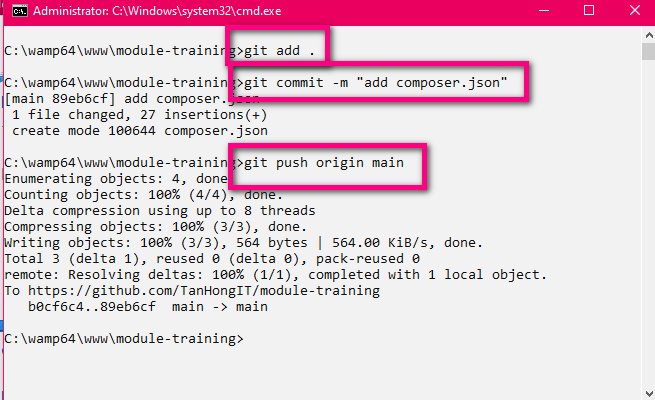 Administrator: C:\Windows\system32\cmd.exe
C:\wamp64\www\module-training>git add .
C:\wamp64\www\module-training>git commit -m "add composer.json"
[main 89eb6cf] add composer.json
1 file changed, 27 insertions(+)
create mode 100644 composer.json
C:\wamp64\www\module-training>git push origin main
Enumerating objects: 4, done.
Counting objects: 100% (4/4), done.
Delta compression using up to 8 threads
Compressing objects: 100% (3/3), done.
Writing objects: 100% (3/3), 564 bytes | 564.00 KiB/s, done.
Total 3 (delta 1), reused 0 (delta 0), pack-reused 0
remote: Resolving deltas: 100% (1/1), completed with 1 local object.
To https://github.com/TanHongIT/module-training
b0cf6c4..89eb6cf  main -> main
C:\wamp64\www\module-training>